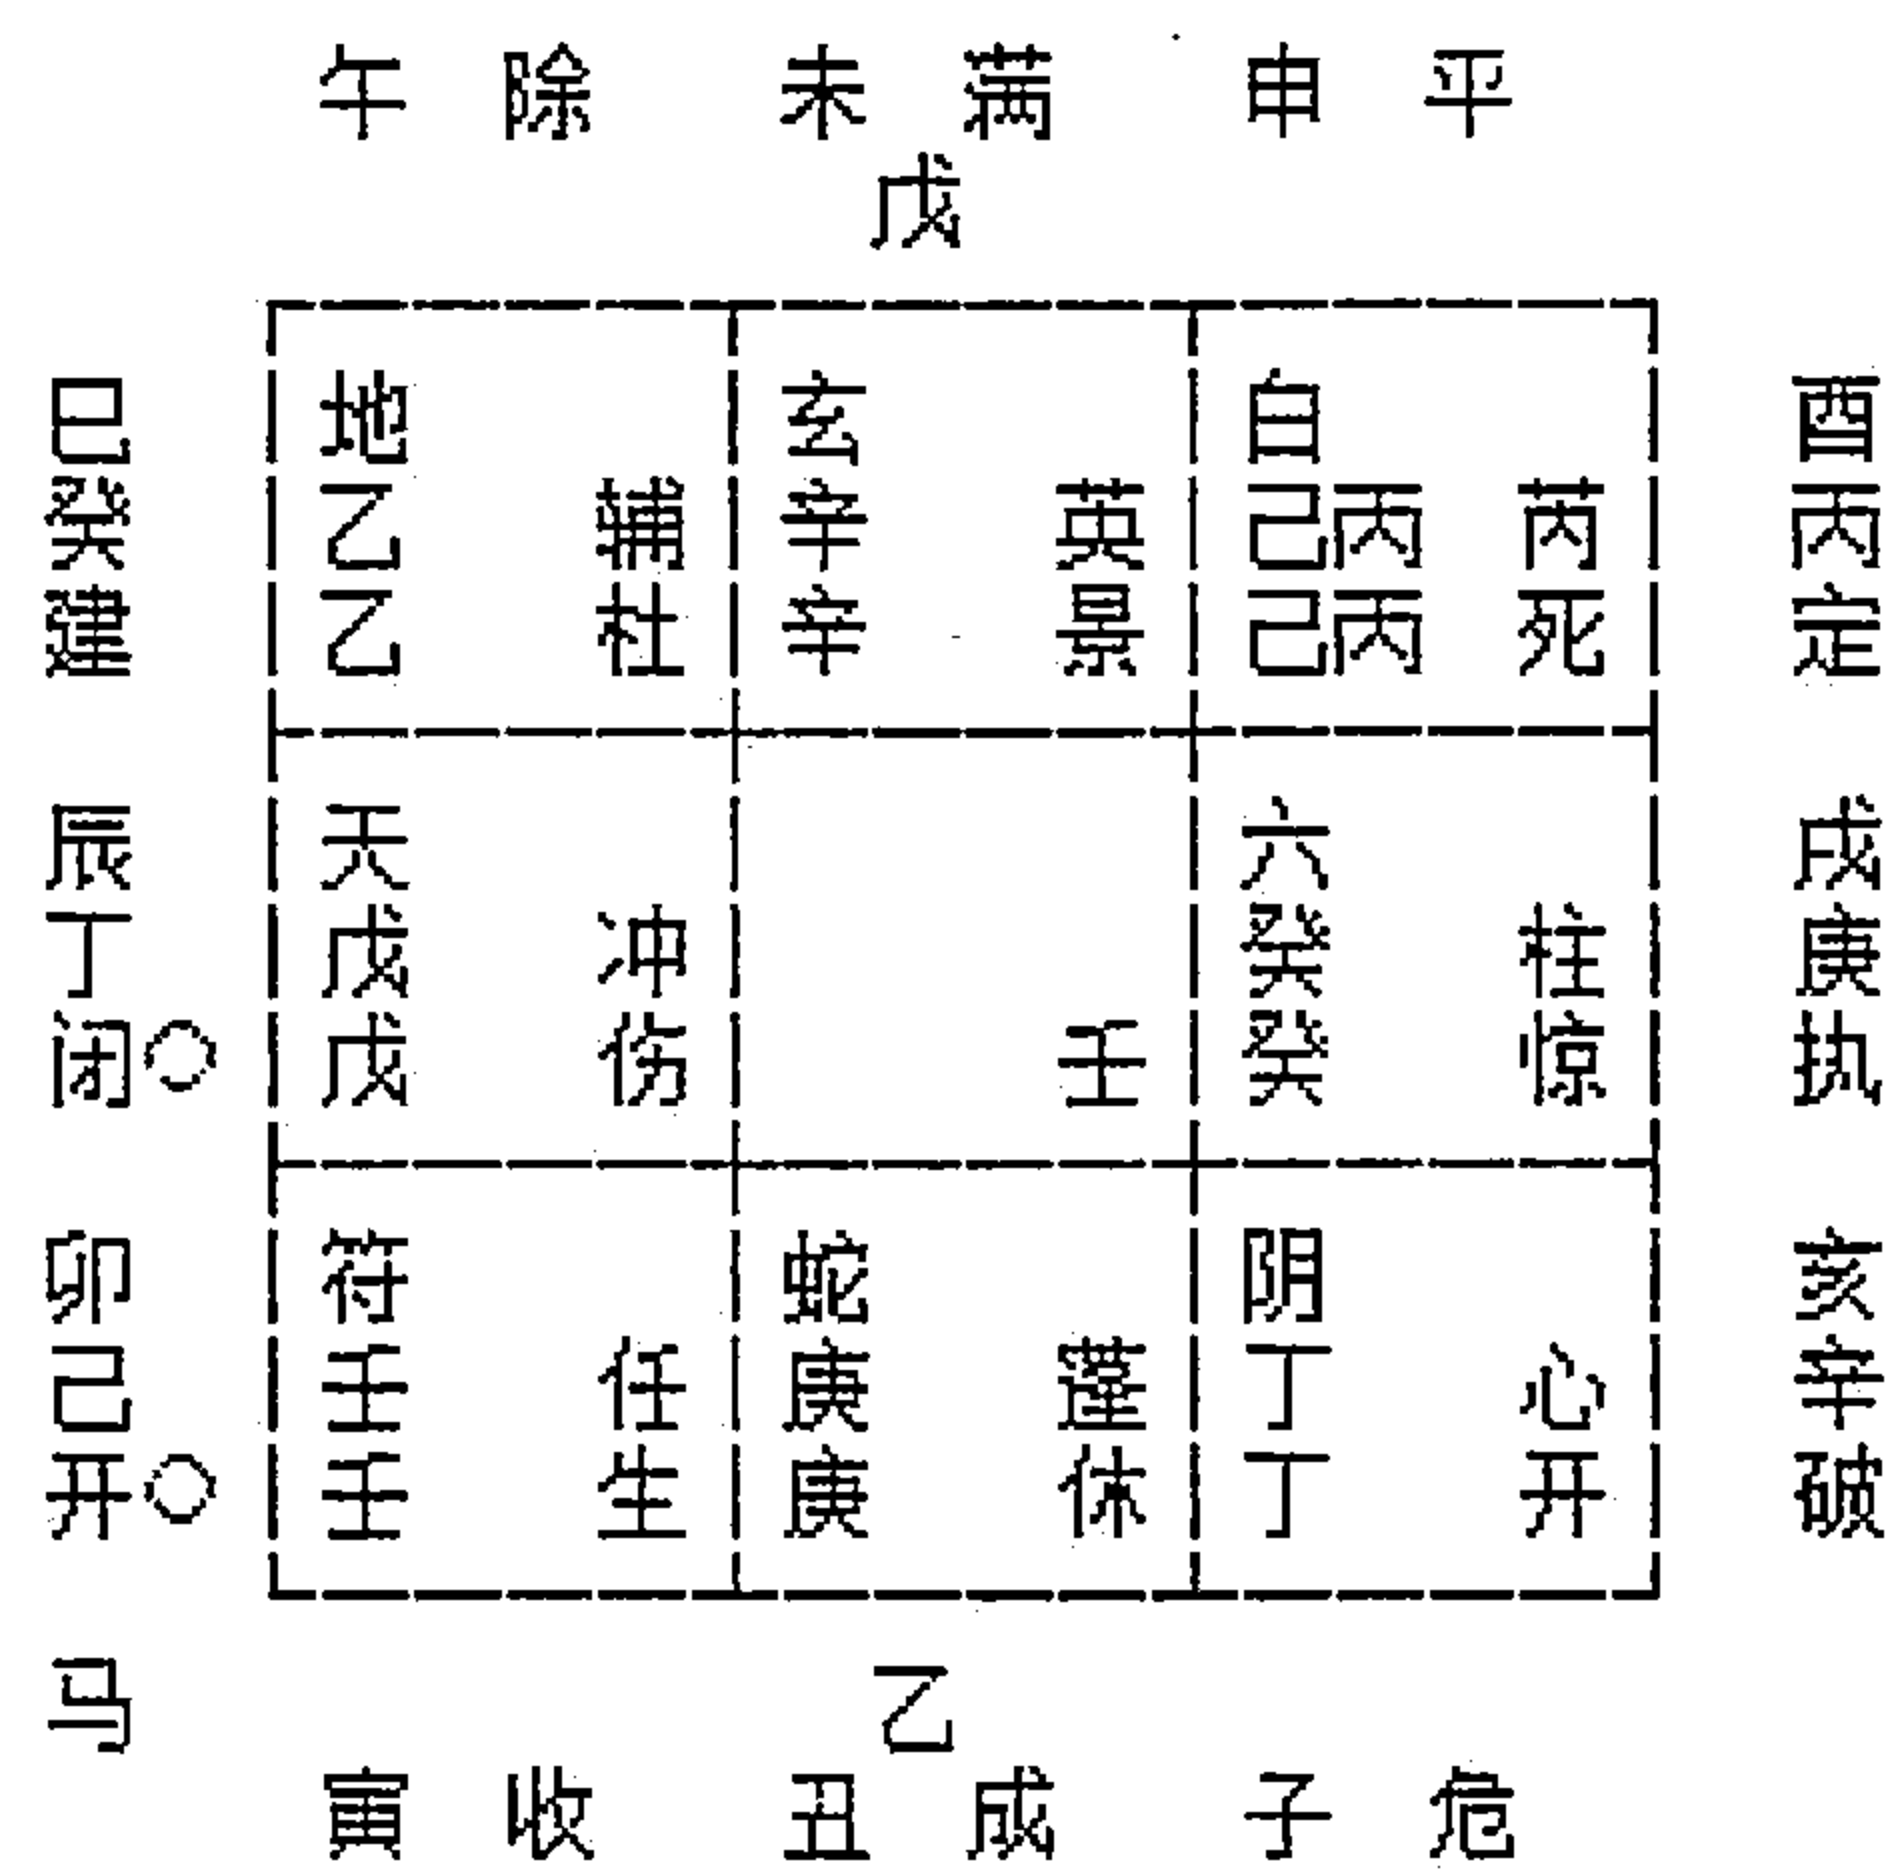 午 除 未 满 申 平
戊
巳 地 玄 白 酉
癸 乙 辅 辛 英 己丙 芮 丙
建 乙 杜 辛 景 己丙 死 定
辰 天 六 戌
丁 戊 冲 癸 柱 庚
闭○ 戊 伤 壬 癸 惊 执
卯 符 蛇 阴 亥
己 壬 任 庚 蓬 丁 心 辛
开○ 壬 生 庚 休 丁 开 破
马 乙
寅 收 丑 成 子 危